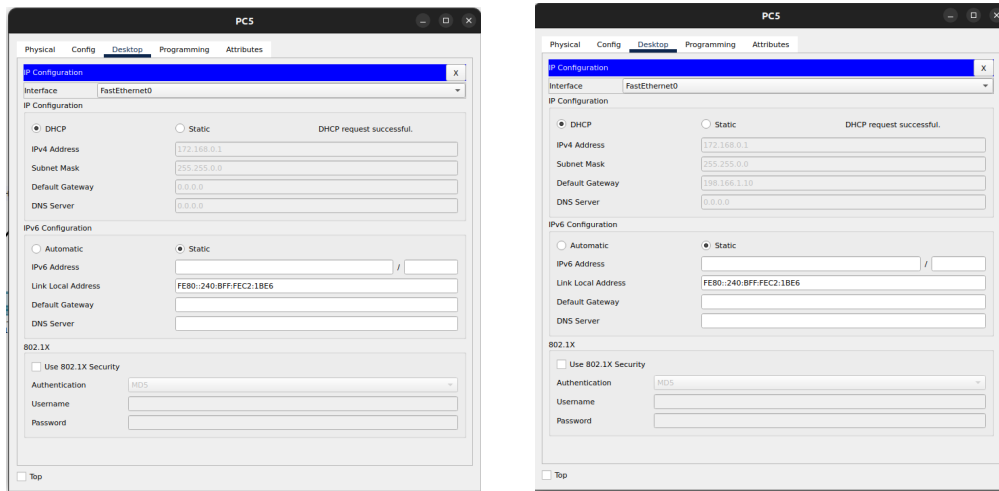 PC5
Physical Config Desktop Programming Attributes
IP Configuration X
Interface FastEthernet0
IP Configuration
DHCP Static DHCP request successful.
IPv4 Address 172.168.0.1
Subnet Mask 255.255.0.0
Default Gateway 0.0.0.0
DNS Server 0.0.0.0
IPv6 Configuration
Automatic Static
IPv6 Address /
Link Local Address FE80::240:BFF:FEC2:1BE6
Default Gateway
DNS Server
802.1X
Use 802.1X Security
Authentication MD5
Username
Password
Top
PC5
Physical Config Desktop Programming Attributes
IP Configuration X
Interface FastEthernet0
IP Configuration
DHCP Static DHCP request successful.
IPv4 Address 172.168.0.1
Subnet Mask 255.255.0.0
Default Gateway 198.166.1.10
DNS Server 0.0.0.0
IPv6 Configuration
Automatic Static
IPv6 Address /
Link Local Address FE80::240:BFF:FEC2:1BE6
Default Gateway
DNS Server
802.1X
Use 802.1X Security
Authentication MD5
Username
Password
Top